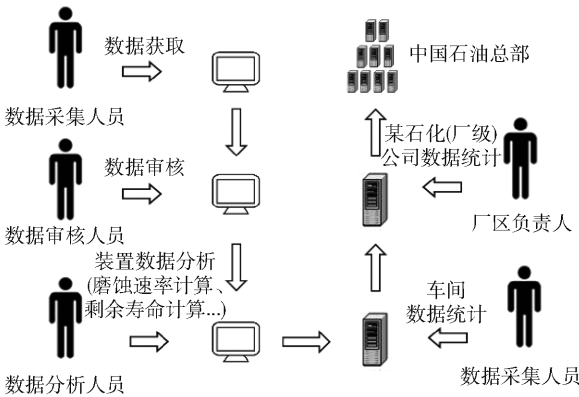 数据获取
数据采集人员
数据审核
数据审核人员
装置数据分析
(磨蚀速率计算、
剩余寿命计算...)
数据分析人员
中国石油总部
某石化(厂级)
公司数据统计
厂区负责人
车间
数据统计
数据采集人员